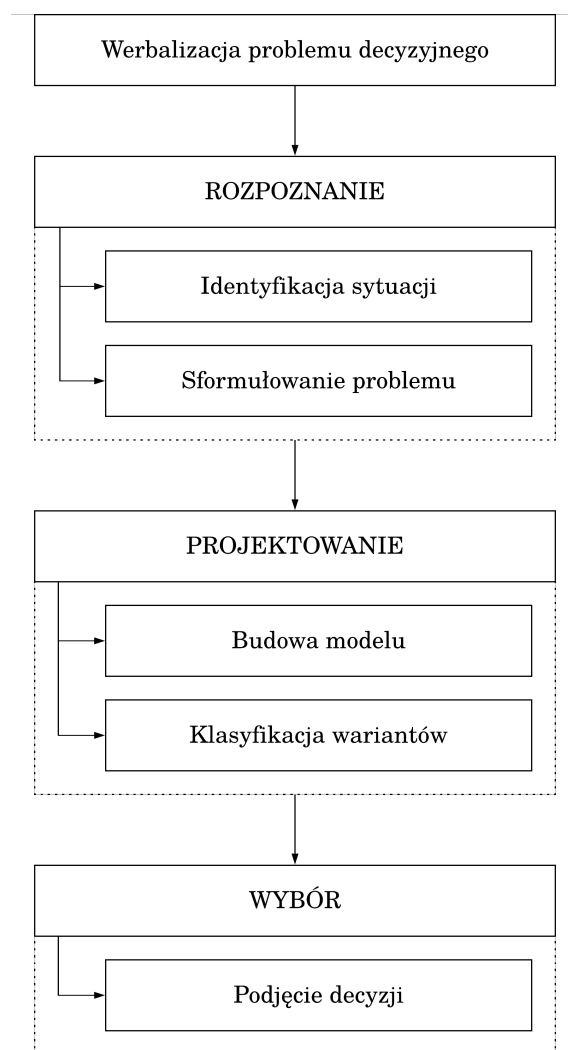 Werbalizacja problemu decyzyjnego
ROZPOZNANIE
Identyfikacja sytuacji
Sformułowanie problemu
PROJEKTOWANIE
Budowa modelu
Klasyfikacja wariantów
WYBÓR
Podjęcie decyzji